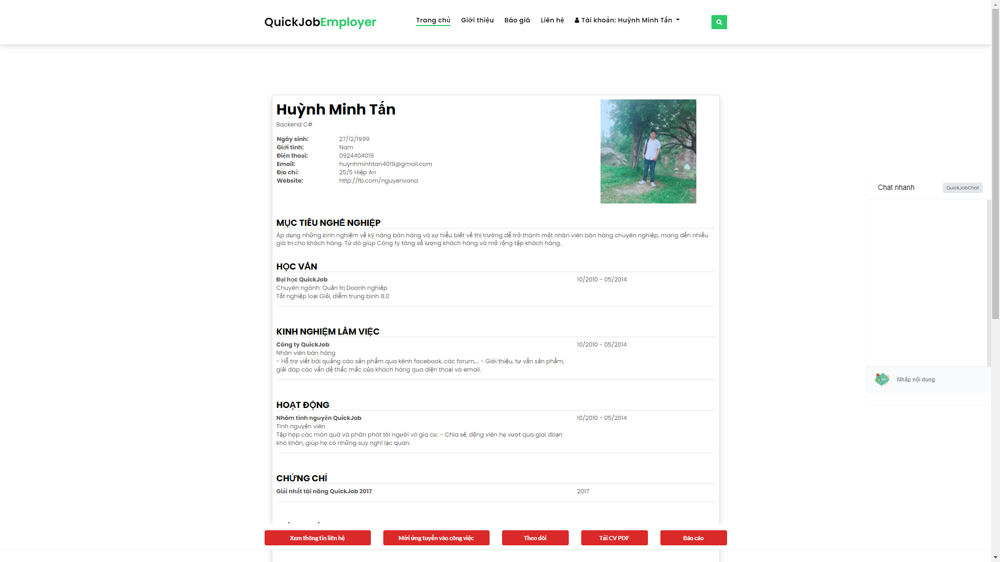 QuickJobEmployer
Trang chủ
Giới thiệu
Báo giá
Liên hệ
Tài khoản: Huỳnh Minh Tấn
Huỳnh Minh Tấn
Backend C#
Ngày sinh: 27/12/1999
Giới tính: Nam
Điện thoại: 0924404019
Email: huynhminhtan4019@gmail.com
Địa chỉ: 25/5 Hiệp An
Website: http://fb.com/nguyenvana
MỤC TIÊU NGHỀ NGHIỆP
Áp dụng những kinh nghiệm về kỹ năng bán hàng và sự hiểu biết về thị trường để trở thành một nhân viên bán hàng chuyên nghiệp, mang đến nhiều
giá trị cho khách hàng. Từ đó giúp Công ty tăng số lượng khách hàng và mở rộng tập khách hàng.
HỌC VẤN
Đại học QuickJob 10/2010 - 05/2014
Chuyên ngành: Quản trị Doanh nghiệp
Tốt nghiệp loại Giỏi, điểm trung bình 8.0
KINH NGHIỆM LÀM VIỆC
Công ty QuickJob 10/2010 - 05/2014
Nhân viên bán hàng
- Hỗ trợ viết bài quảng cáo sản phẩm qua kênh facebook, các forum,... - Giới thiệu, tư vấn sản phẩm,
giải đáp các vấn đề thắc mắc của khách hàng qua điện thoại và email.
HOẠT ĐỘNG
Nhóm tình nguyện QuickJob 10/2010 - 05/2014
Tình nguyện viên
Tập hợp các món quà và phân phát tới người vô gia cư. - Chia sẻ, động viên họ vượt qua giai đoạn
khó khăn, giúp họ có những suy nghĩ lạc quan.
CHỨNG CHỈ
Giải nhất tài năng QuickJob 2017 2017
Xem thông tin liên hệ
Mời ứng tuyển vào công việc
Theo dõi
Tải CV PDF
Báo cáo
Chat nhanh
QuickJobChat
Nhập nội dung